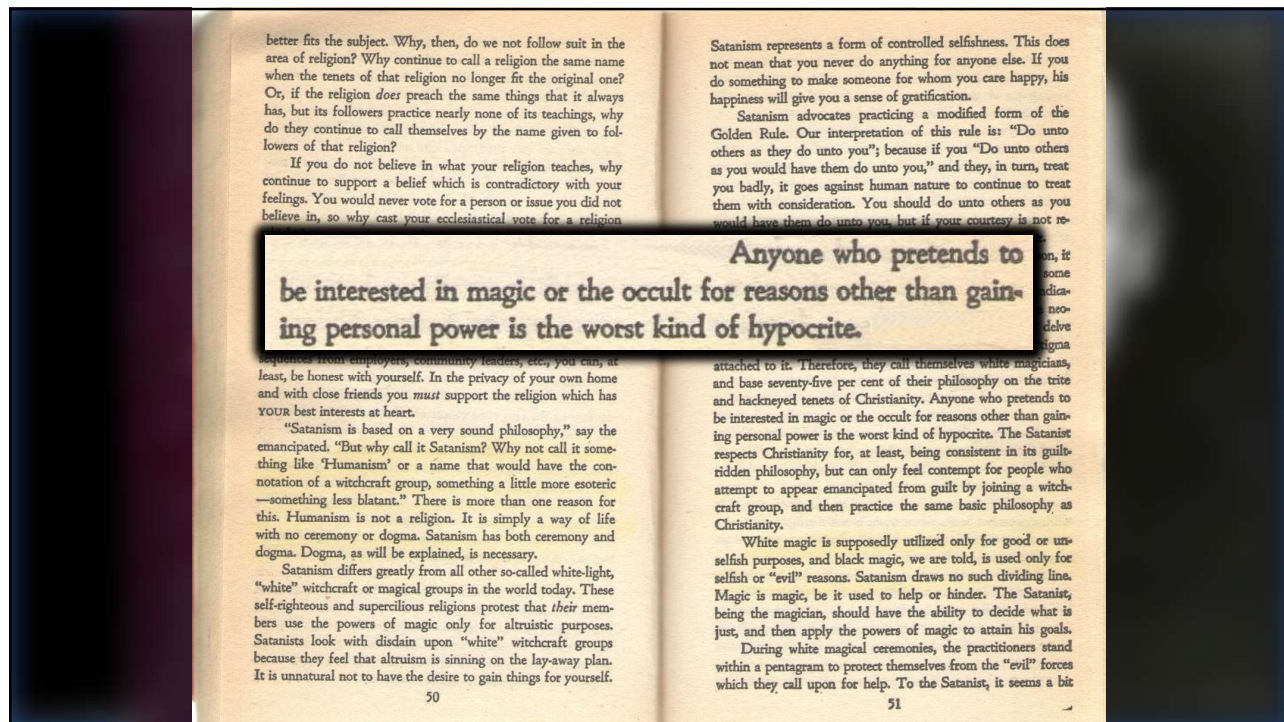 better fits the subject. Why, then, do we not follow suit in the
area of religion? Why continue to call a religion the same name
when the tenets of that religion no longer fit the original one?
Or, if the religion does preach the same things that it always
has, but its followers practice nearly none of its teachings, why
do they continue to call themselves by the name given to fol-
lowers of that religion?
If you do not believe in what your religion teaches, why
continue to support a belief which is contradictory with your
feelings. You would never vote for a person or issue you did not
believe in, so why cast your ecclesiastical vote for a religion
Anyone who pretends to
be interested in magic or the occult for reasons other than gain-
ing personal power is the worst kind of hypocrite.
sequences from employers, community leaders, etc., you can, at
least, be honest with yourself. In the privacy of your own home
and with close friends you must support the religion which has
YOUR best interests at heart.
"Satanism is based on a very sound philosophy," say the
emancipated. "But why call it Satanism? Why not call it some-
thing like 'Humanism' or a name that would have the con-
notation of a witchcraft group, something a little more esoteric
—something less blatant." There is more than one reason for
this. Humanism is not a religion. It is simply a way of life
with no ceremony or dogma. Satanism has both ceremony and
dogma. Dogma, as will be explained, is necessary.
Satanism differs greatly from all other so-called white-light,
"white" witchcraft or magical groups in the world today. These
self-righteous and supercilious religions protest that their mem-
bers use the powers of magic only for altruistic purposes.
Satanists look with disdain upon "white" witchcraft groups
because they feel that altruism is sinning on the lay-away plan.
It is unnatural not to have the desire to gain things for yourself.
50
Satanism represents a form of controlled selfishness. This does
not mean that you never do anything for anyone else. If you
do something to make someone for whom you care happy, his
happiness will give you a sense of gratification.
Satanism advocates practicing a modified form of the
Golden Rule. Our interpretation of this rule is: "Do unto
others as they do unto you"; because if you "Do unto others
as you would have them do unto you," and they, in turn, treat
you badly, it goes against human nature to continue to treat
them with consideration. You should do unto others as you
would have them do unto you, but if your courtesy is not re-
it
some
neo-
delve
attached to it. Therefore, they call themselves white magicians,
and base seventy-five per cent of their philosophy on the trite
and hackneyed tenets of Christianity. Anyone who pretends to
be interested in magic or the occult for reasons other than gain-
ing personal power is the worst kind of hypocrite. The Satanist
respects Christianity for, at least, being consistent in its guilt-
ridden philosophy, but can only feel contempt for people who
attempt to appear emancipated from guilt by joining a witch-
craft group, and then practice the same basic philosophy as
Christianity.
White magic is supposedly utilized only for good or un-
selfish purposes, and black magic, we are told, is used only for
selfish or "evil" reasons. Satanism draws no such dividing line.
Magic is magic, be it used to help or hinder. The Satanist,
being the magician, should have the ability to decide what is
just, and then apply the powers of magic to attain his goals.
During white magical ceremonies, the practitioners stand
within a pentagram to protect themselves from the "evil" forces
which they call upon for help. To the Satanist, it seems a bit
51